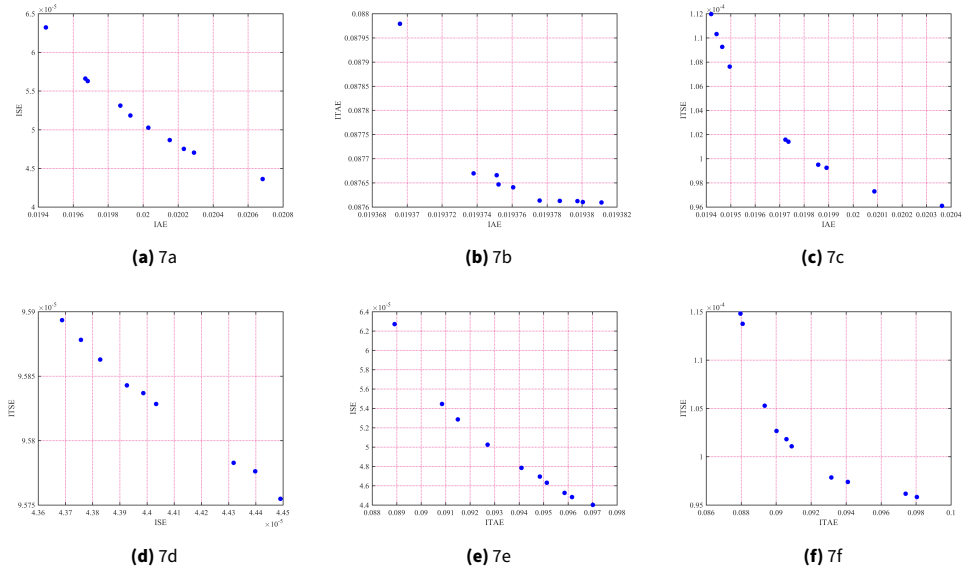 ×10⁻⁵
6.5
6
5.5
5
4.5
4
ISE
0.0194 0.0196 0.0198 0.02 0.0202 0.0204 0.0206 0.0208
IAE
(a) 7a
0.088
0.08795
0.0879
0.08785
0.0878
0.08775
0.0877
0.08765
0.0876
ITAE
0.019368 0.01937 0.019372 0.019374 0.019376 0.019378 0.01938 0.019382
IAE
(b) 7b
×10⁻⁴
1.12
1.1
1.08
1.06
1.04
1.02
1
0.98
0.96
ITSE
0.0194 0.0195 0.0196 0.0197 0.0198 0.0199 0.02 0.0201 0.0202 0.0203 0.0204
IAE
(c) 7c
×10⁻⁵
9.59
9.585
9.58
9.575
ITSE
4.36 4.37 4.38 4.39 4.4 4.41 4.42 4.43 4.44 4.45
ISE
×10⁻⁵
(d) 7d
×10⁻⁵
6.4
6.2
6
5.8
5.6
5.4
5.2
5
4.8
4.6
4.4
ISE
0.088 0.089 0.09 0.091 0.092 0.093 0.094 0.095 0.096 0.097 0.098
ITAE
(e) 7e
×10⁻⁴
1.15
1.1
1.05
1
0.95
ITSE
0.086 0.088 0.09 0.092 0.094 0.096 0.098 0.1
ITAE
(f) 7f